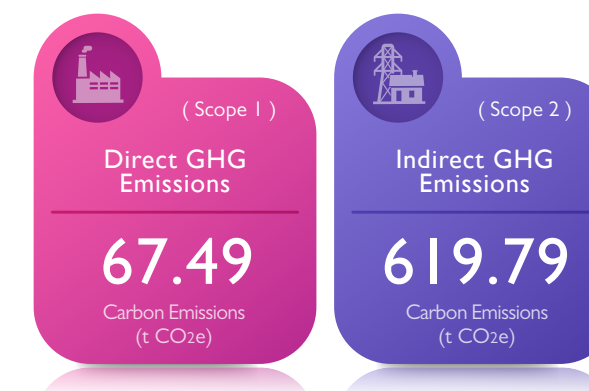 ( Scope 1 )
Direct GHG
Emissions
67.49
Carbon Emissions
(t CO2e)
( Scope 2 )
Indirect GHG
Emissions
619.79
Carbon Emissions
(t CO2e)